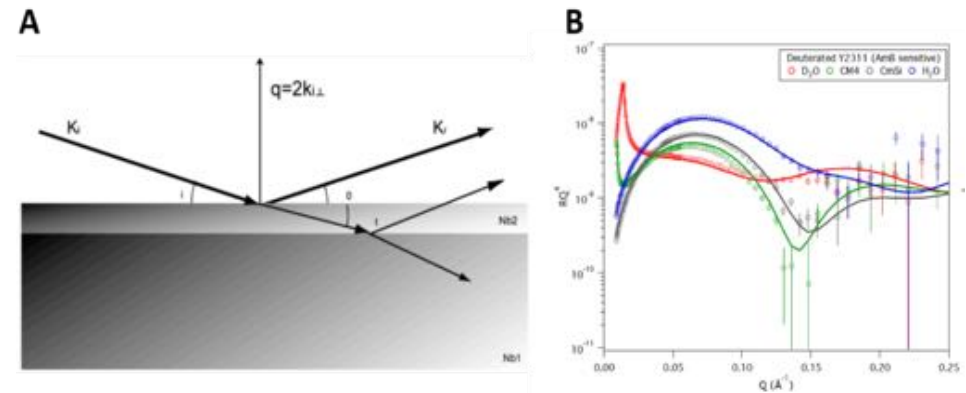 A
q=2ki⊥
Ki
Kr
i
θ
t
Nb2
Nb1
B
Deuterated Y2311 (AmB sensitive)
D₂O CM4 CmSi H₂O
10⁻⁷
10⁻⁸
10⁻⁹
10⁻¹⁰
10⁻¹¹
RQ⁴
0.00 0.05 0.10 0.15 0.20 0.25
Q (Å⁻¹)